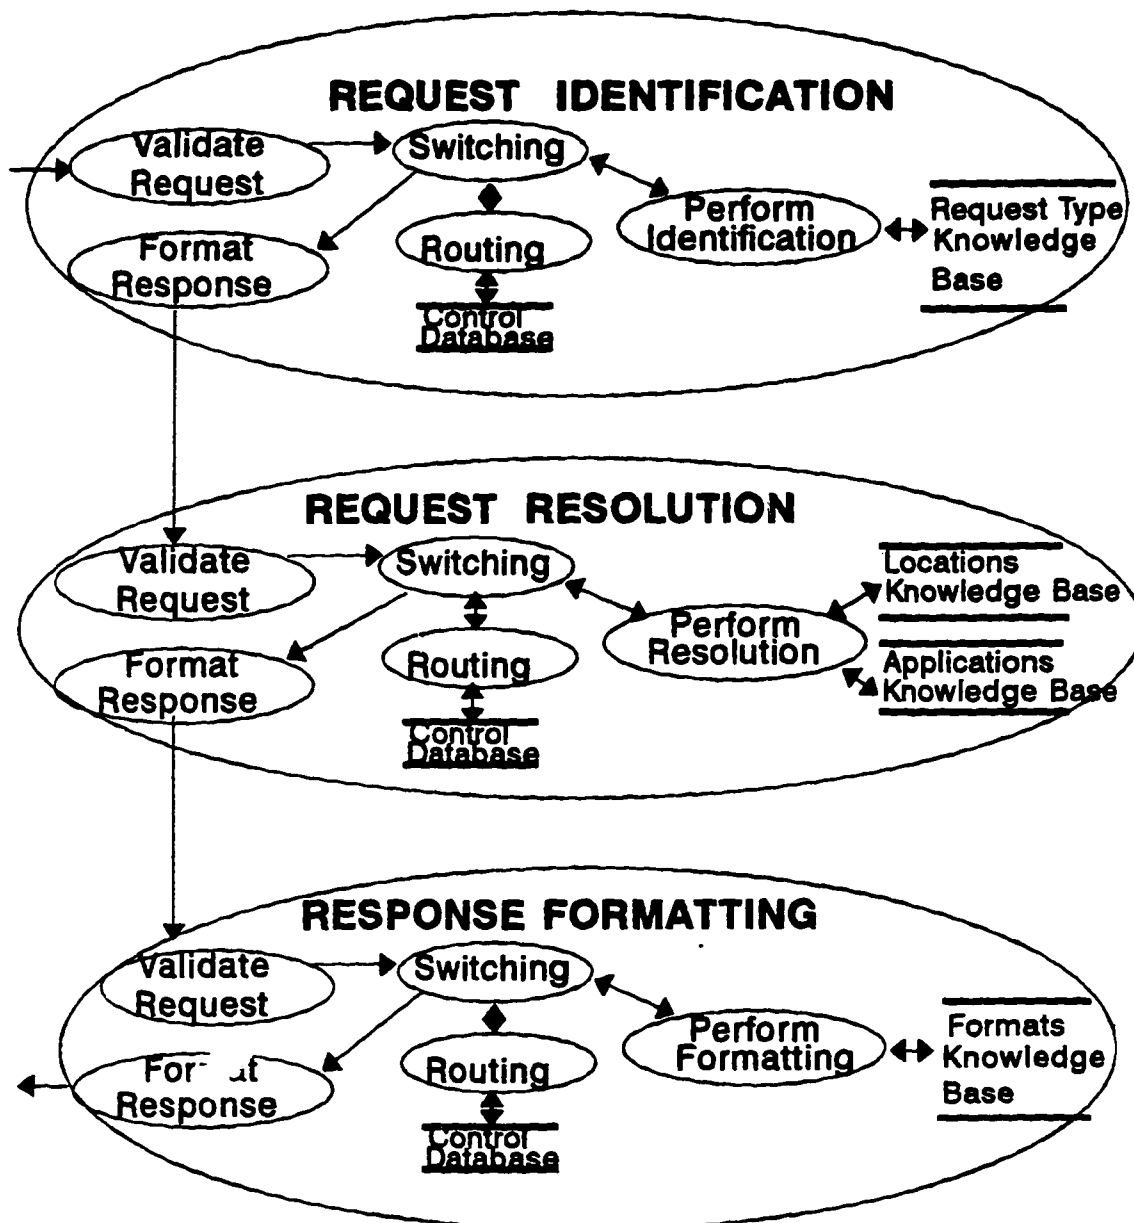 REQUEST IDENTIFICATION
Validate
Request
Switching
Perform
Identification
Request Type
Knowledge
Base
Format
Response
Routing
Control
Database
REQUEST RESOLUTION
Validate
Request
Switching
Perform
Resolution
Locations
Knowledge Base
Applications
Knowledge Base
Format
Response
Routing
Control
Database
RESPONSE FORMATTING
Validate
Request
Switching
Perform
Formatting
Formats
Knowledge
Base
Response
Routing
Control
Database